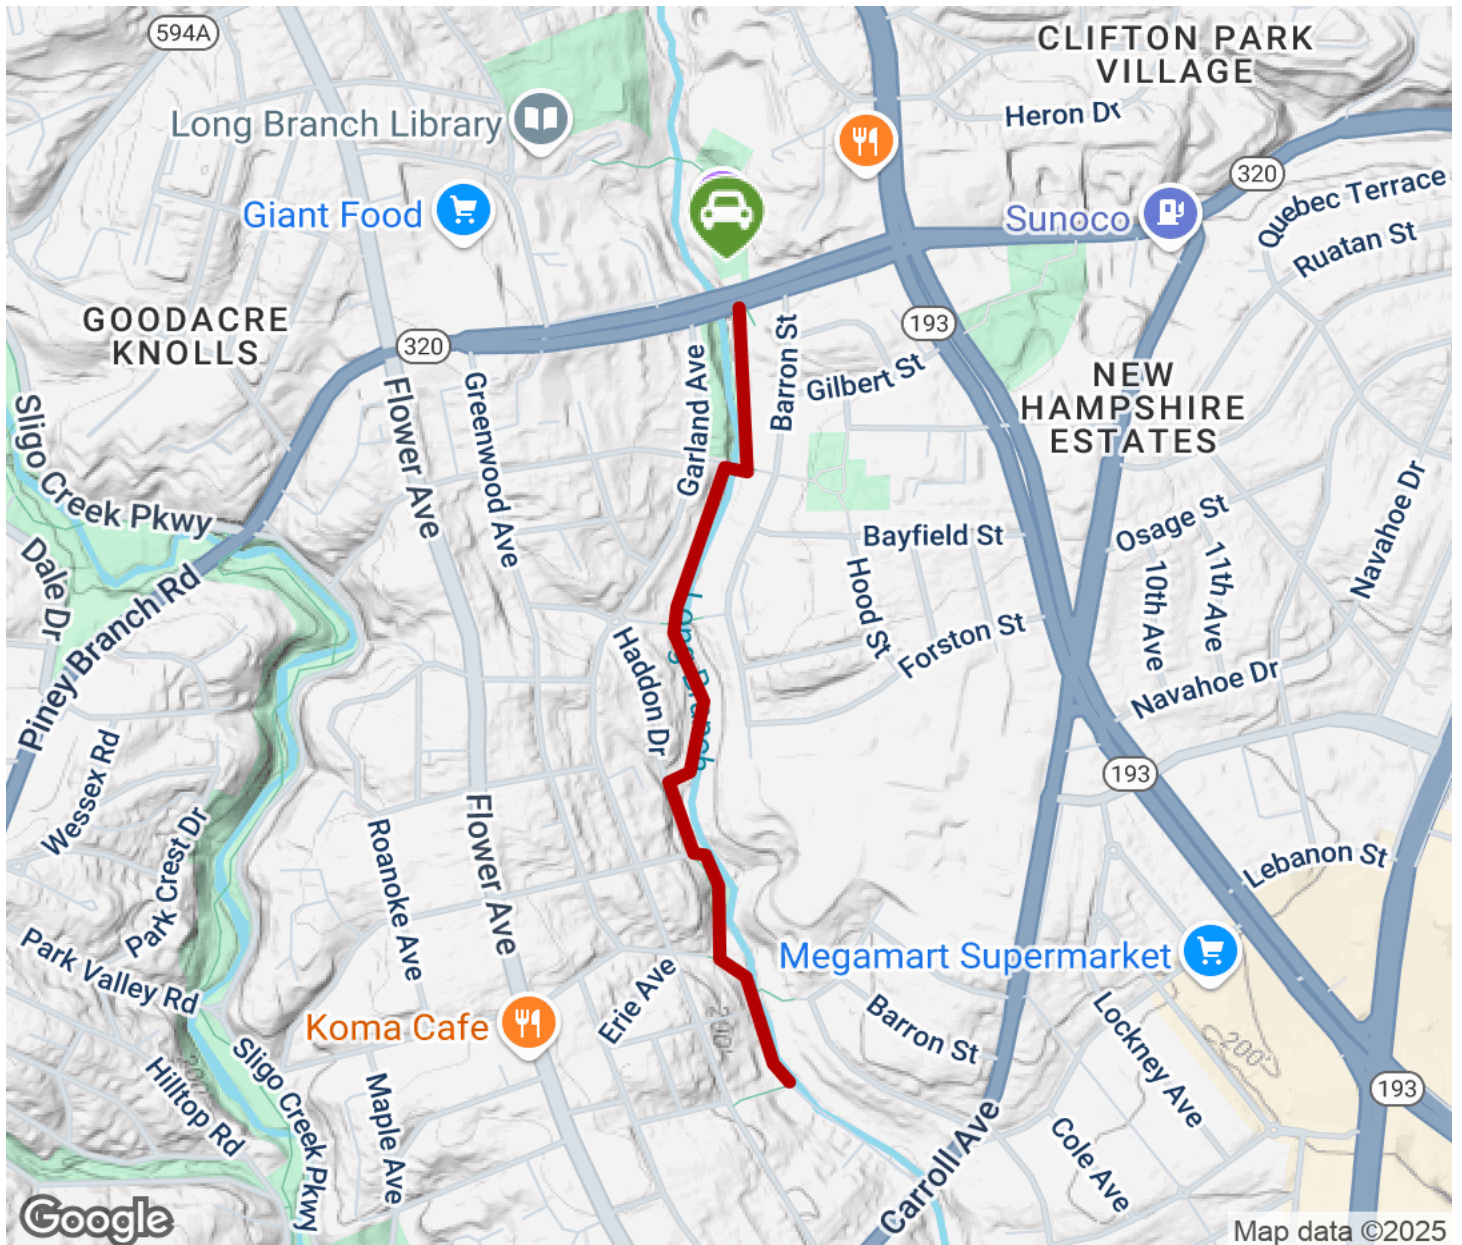 594A
CLIFTON PARK
VILLAGE
Heron Dr
Long Branch Library
320
Quebec Terrace
Giant Food
Sunoco
Ruatan St
GOODACRE
KNOLLS
320
193
Barron St
Garland Ave
Gilbert St
NEW
HAMPSHIRE
ESTATES
Flower Ave
Greenwood Ave
Sligo Creek Pkwy
Navahoe Dr
Osage St
Bayfield St
Dale Dr
11th Ave
10th Ave
Hood St
Forston St
Piney Branch Rd
Haddon Dr
Long Branch
Navahoe Dr
193
Wessex Rd
Park Crest Dr
Flower Ave
Roanoke Ave
Lebanon St
Park Valley Rd
Megamart Supermarket
Erie Ave
Koma Cafe
Barron St
Lockney Ave
200'
200'
240'
Hilltop Rd
Sligo Creek Pkwy
Maple Ave
193
Carroll Ave
Cole Ave
Google
Map data ©2025